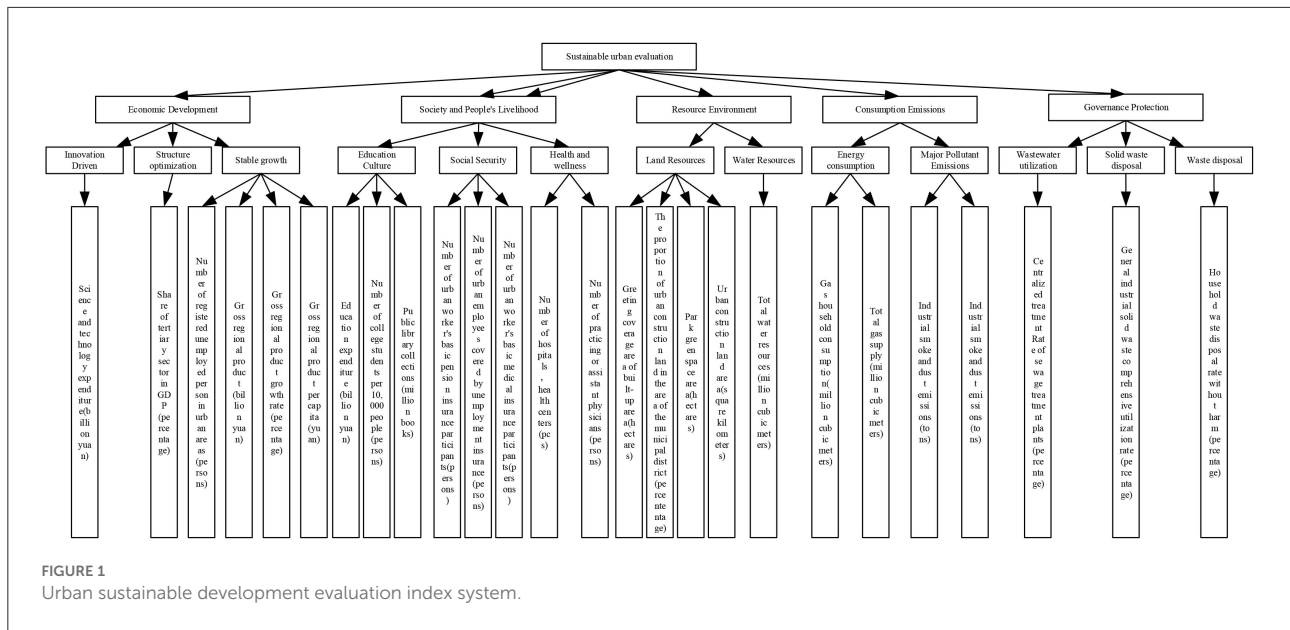 Sustainable urban evaluation
Economic Development
Society and People's Livelihood
Resource Environment
Consumption Emissions
Governance Protection
Innovation
Driven
Structure
optimization
Stable growth
Education
Culture
Social Security
Health and
wellness
Land Resources
Water Resources
Energy
consumption
Major Pollutant
Emissions
Wastewater
utilization
Solid waste
disposal
Waste disposal
Science and technology expenditure(billion yuan)
Share of tertiary sector in GDP (percentage)
Number of registered unemployed person in urban areas (persons)
Gross regional product (billion yuan)
Gross regional product growth rate (percentage)
Gross regional product per capita (yuan)
Education expenditure (billion yuan)
Number of college students per 10,000 people (persons)
Public library collections (million books)
Number of urban worker's basic pension insurance participants(persons)
Number of urban employees covered by unemployment insurance (persons)
Number of urban worker's basic medical insurance participants(persons)
Number of hospitals, health centers (pcs)
Number of practicing or assistant physicians (persons)
Greeting coverage area of built-up area(hectares)
The proportion of urban construction land in the area of the municipal district (percententage)
Park green space area(hectares)
Urban construction land area(square kilometers)
Total water resources(million cubic meters)
Gas household consumption(million cubic meters)
Total gas supply (million cubic meters)
Industrial smoke and dust emissions (tons)
Industrial smoke and dust emissions (tons)
Centralized treatment Rate of sewage treatment plants (percentage)
General industrial solid waste comprehensive utilization rate (percentage)
Household waste disposal rate without harm (percentage)
FIGURE 1
Urban sustainable development evaluation index system.